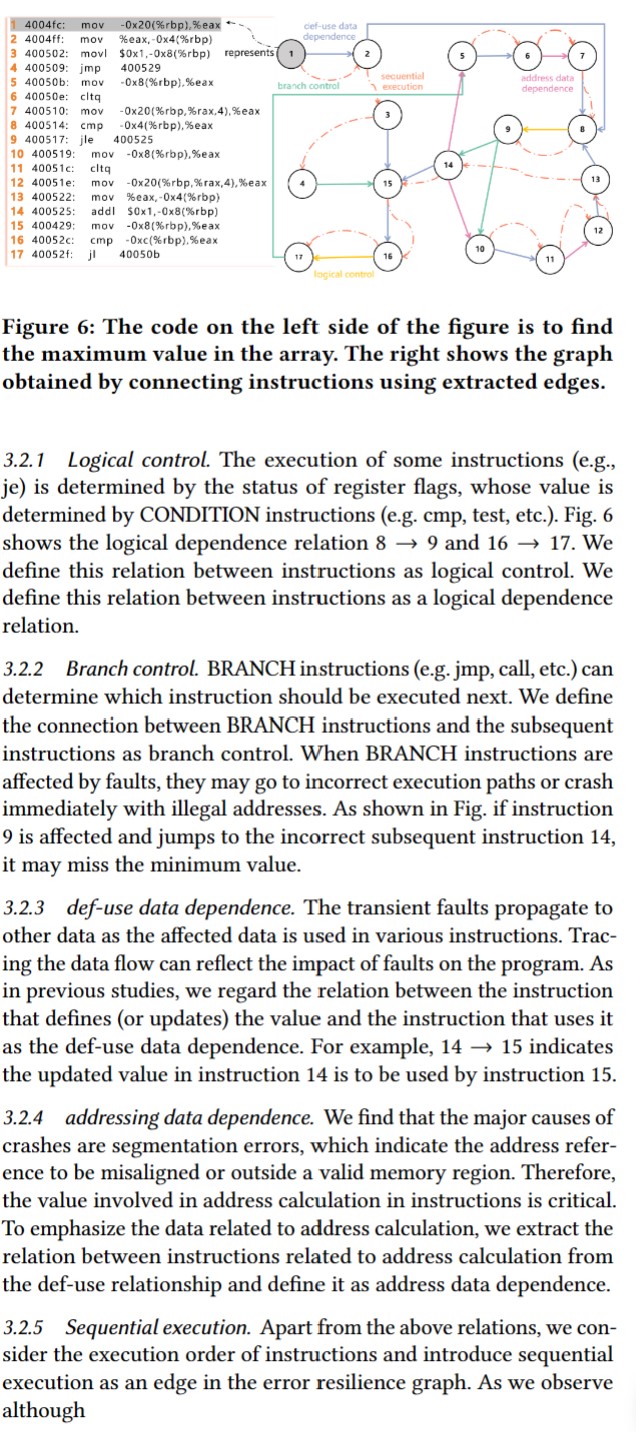 1 4004fc: mov -0x20(%rbp),%eax
2 4004ff: mov %eax,-0x4(%rbp)
3 400502: movl $0x1,-0x8(%rbp)
4 400509: jmp 400529
5 40050b: mov -0x8(%rbp),%eax
6 40050e: cltq
7 400510: mov -0x20(%rbp,%rax,4),%eax
8 400514: cmp -0x4(%rbp),%eax
9 400517: jle 400525
10 400519: mov -0x8(%rbp),%eax
11 40051c: cltq
12 40051e: mov -0x20(%rbp,%rax,4),%eax
13 400522: mov %eax,-0x4(%rbp)
14 400525: addl $0x1,-0x8(%rbp)
15 400429: mov -0x8(%rbp),%eax
16 40052c: cmp -0xc(%rbp),%eax
17 40052f: jl 40050b
represents
def-use data
dependence
1
2
5
6
7
branch control
sequential
execution
address data
dependence
3
9
8
14
4
15
13
12
10
17
16
11
logical control
Figure 6: The code on the left side of the figure is to find
the maximum value in the array. The right shows the graph
obtained by connecting instructions using extracted edges.
3.2.1 Logical control. The execution of some instructions (e.g.,
je) is determined by the status of register flags, whose value is
determined by CONDITION instructions (e.g. cmp, test, etc.). Fig. 6
shows the logical dependence relation 8 → 9 and 16 → 17. We
define this relation between instructions as logical control. We
define this relation between instructions as a logical dependence
relation.
3.2.2 Branch control. BRANCH instructions (e.g. jmp, call, etc.) can
determine which instruction should be executed next. We define
the connection between BRANCH instructions and the subsequent
instructions as branch control. When BRANCH instructions are
affected by faults, they may go to incorrect execution paths or crash
immediately with illegal addresses. As shown in Fig. if instruction
9 is affected and jumps to the incorrect subsequent instruction 14,
it may miss the minimum value.
3.2.3 def-use data dependence. The transient faults propagate to
other data as the affected data is used in various instructions. Trac-
ing the data flow can reflect the impact of faults on the program. As
in previous studies, we regard the relation between the instruction
that defines (or updates) the value and the instruction that uses it
as the def-use data dependence. For example, 14 → 15 indicates
the updated value in instruction 14 is to be used by instruction 15.
3.2.4 addressing data dependence. We find that the major causes of
crashes are segmentation errors, which indicate the address refer-
ence to be misaligned or outside a valid memory region. Therefore,
the value involved in address calculation in instructions is critical.
To emphasize the data related to address calculation, we extract the
relation between instructions related to address calculation from
the def-use relationship and define it as address data dependence.
3.2.5 Sequential execution. Apart from the above relations, we con-
sider the execution order of instructions and introduce sequential
execution as an edge in the error resilience graph. As we observe
although